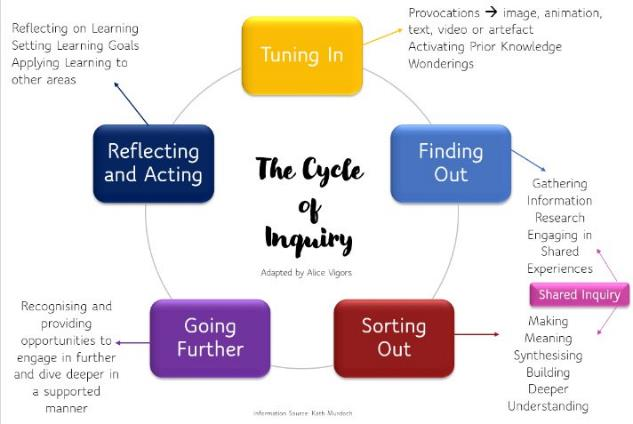 Reflecting on Learning
Setting Learning Goals
Applying Learning to
other areas
Tuning In
Provocations → image, animation,
text, video or artefact
Activating Prior Knowledge
Wonderings
Reflecting
and Acting
The Cycle
of
Inquiry
Adapted by Alice Vigors
Finding
Out
Gathering
Information
Research
Engaging in
Shared
Experiences
Shared Inquiry
Making
Meaning
Synthesising
Building
Deeper
Understanding
Sorting
Out
Going
Further
Recognising and
providing
opportunities to
engage in further
and dive deeper in
a supported
manner
Information Source: Kath Murdoch